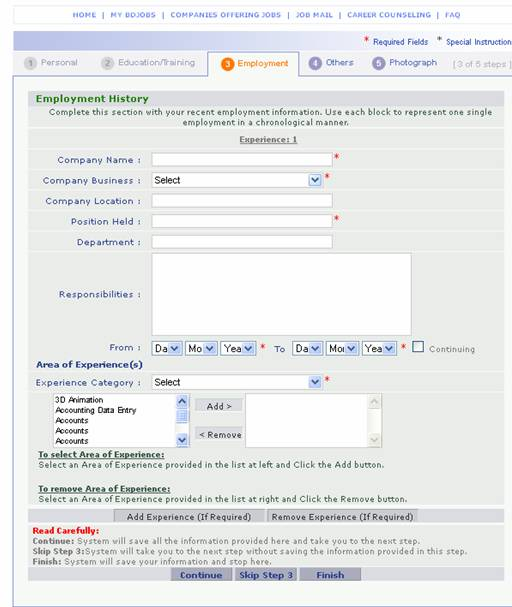 HOME | MY BDJOBS | COMPANIES OFFERING JOBS | JOB MAIL | CAREER COUNSELING | FAQ
* Required Fields * Special Instruction
1 Personal 2 Education/Training 3 Employment 4 Others 5 Photograph [3 of 5 steps]
Employment History
Complete this section with your recent employment information. Use each block to represent one single
employment in a chronological manner.
Experience: 1
Company Name : *
Company Business : Select *
Company Location :
Position Held : *
Department :
Responsibilities :
From : Da Mo Yea * To Da Mo Yea * Continuing
Area of Experience(s)
Experience Category : Select *
3D Animation
Accounting Data Entry
Accounts
Accounts
Accounts
Add >
< Remove
To select Area of Experience:
Select an Area of Experience provided in the list at left and Click the Add button.
To remove Area of Experience:
Select an Area of Experience provided in the list at right and Click the Remove button.
Add Experience (If Required) Remove Experience (If Required)
Read Carefully:
Continue: System will save all the information provided here and take you to the next step.
Skip Step 3:System will take you to the next step without saving the information provided in this step.
Finish: System will save your information and stop here.
Continue Skip Step 3 Finish